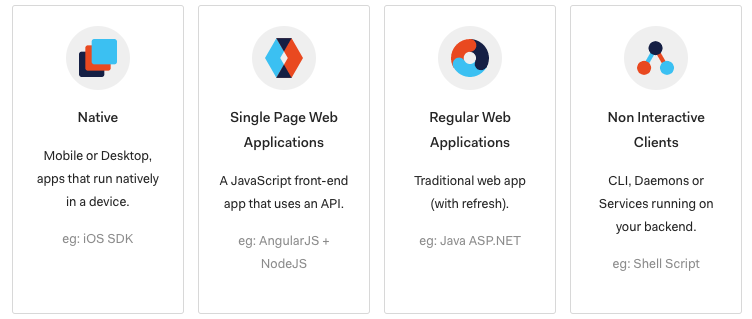 Native
Mobile or Desktop,
apps that run natively
in a device.
eg: iOS SDK
Single Page Web
Applications
A JavaScript front-end
app that uses an API.
eg: AngularJS +
NodeJS
Regular Web
Applications
Traditional web app
(with refresh).
eg: Java ASP.NET
Non Interactive
Clients
CLI, Daemons or
Services running on
your backend.
eg: Shell Script